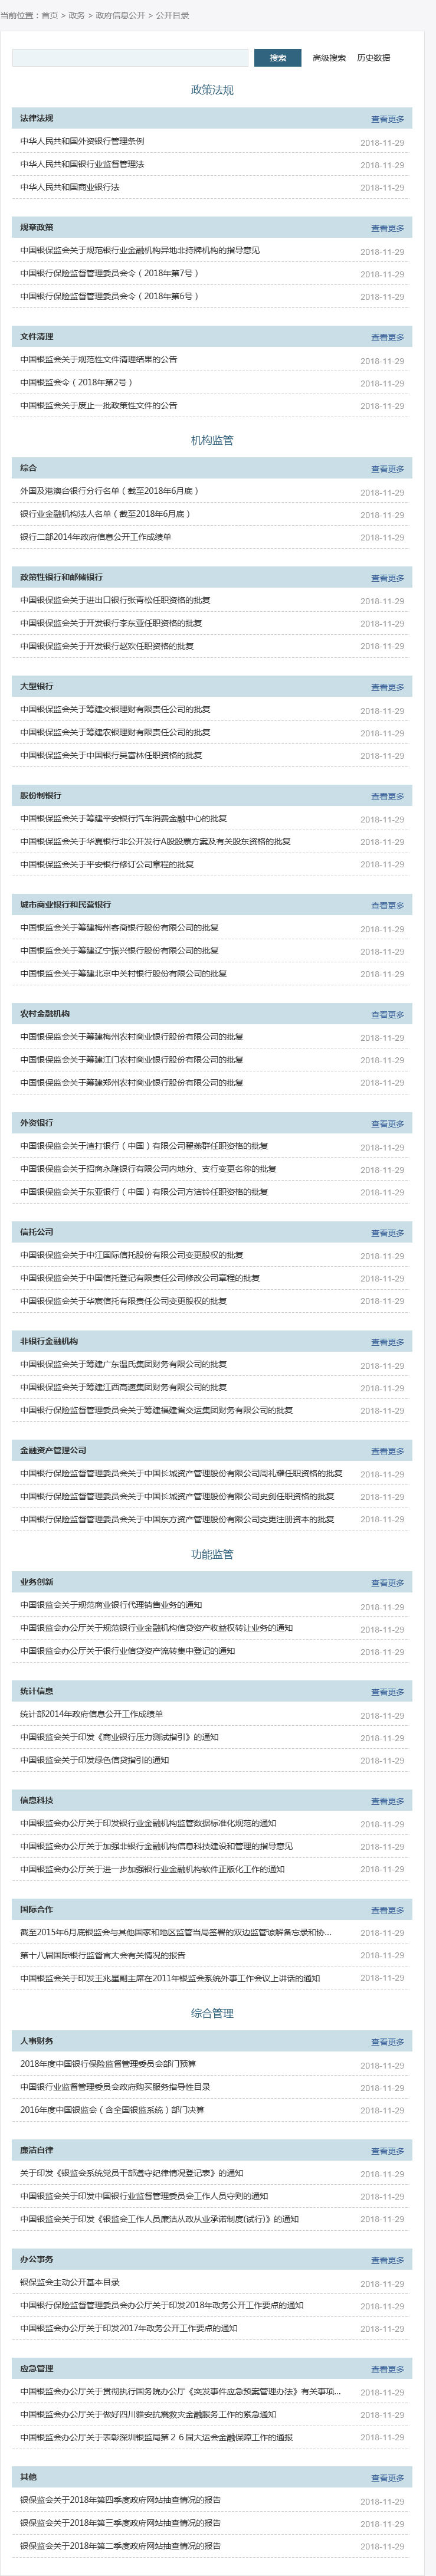 当前位置：首页 > 政务 > 政府信息公开 > 公开目录
搜索 高级搜索 历史数据
政策法规
法律法规 查看更多
中华人民共和国外资银行管理条例 2018-11-29
中华人民共和国银行业监督管理法 2018-11-29
中华人民共和国商业银行法 2018-11-29
规章政策 查看更多
中国银保监会关于规范银行业金融机构异地非持牌机构的指导意见 2018-11-29
中国银行保险监督管理委员会令（2018年第7号） 2018-11-29
中国银行保险监督管理委员会令（2018年第6号） 2018-11-29
文件清理 查看更多
中国银监会关于规范性文件清理结果的公告 2018-11-29
中国银监会令（2018年第2号） 2018-11-29
中国银监会关于废止一批政策性文件的公告 2018-11-29
机构监管
综合 查看更多
外国及港澳台银行分行名单（截至2018年6月底） 2018-11-29
银行业金融机构法人名单（截至2018年6月底） 2018-11-29
银行二部2014年政府信息公开工作成绩单 2018-11-29
政策性银行和邮储银行 查看更多
中国银保监会关于进出口银行张青松任职资格的批复 2018-11-29
中国银保监会关于开发银行李东亚任职资格的批复 2018-11-29
中国银保监会关于开发银行赵欢任职资格的批复 2018-11-29
大型银行 查看更多
中国银保监会关于筹建交银理财有限责任公司的批复 2018-11-29
中国银保监会关于筹建农银理财有限责任公司的批复 2018-11-29
中国银保监会关于中国银行吴富林任职资格的批复 2018-11-29
股份制银行 查看更多
中国银保监会关于筹建平安银行汽车消费金融中心的批复 2018-11-29
中国银保监会关于华夏银行非公开发行A股股票方案及有关股东资格的批复 2018-11-29
中国银保监会关于平安银行修订公司章程的批复 2018-11-29
城市商业银行和民营银行 查看更多
中国银保监会关于筹建梅州客商银行股份有限公司的批复 2018-11-29
中国银监会关于筹建辽宁振兴银行股份有限公司的批复 2018-11-29
中国银监会关于筹建北京中关村银行股份有限公司的批复 2018-11-29
农村金融机构 查看更多
中国银保监会关于筹建梅州农村商业银行股份有限公司的批复 2018-11-29
中国银保监会关于筹建江门农村商业银行股份有限公司的批复 2018-11-29
中国银保监会关于筹建郑州农村商业银行股份有限公司的批复 2018-11-29
外资银行 查看更多
中国银保监会关于渣打银行（中国）有限公司翟燕群任职资格的批复 2018-11-29
中国银保监会关于招商永隆银行有限公司内地分、支行变更名称的批复 2018-11-29
中国银保监会关于东亚银行（中国）有限公司方洁铃任职资格的批复 2018-11-29
信托公司 查看更多
中国银保监会关于中江国际信托股份有限公司变更股权的批复 2018-11-29
中国银保监会关于中国信托登记有限责任公司修改公司章程的批复 2018-11-29
中国银保监会关于华宸信托有限责任公司变更股权的批复 2018-11-29
非银行金融机构 查看更多
中国银保监会关于筹建广东温氏集团财务有限公司的批复 2018-11-29
中国银保监会关于筹建江西高速集团财务有限公司的批复 2018-11-29
中国银行保险监督管理委员会关于筹建福建省交运集团财务有限公司的批复 2018-11-29
金融资产管理公司 查看更多
中国银行保险监督管理委员会关于中国长城资产管理股份有限公司周礼耀任职资格的批复 2018-11-29
中国银行保险监督管理委员会关于中国长城资产管理股份有限公司史剑任职资格的批复 2018-11-29
中国银行保险监督管理委员会关于中国东方资产管理股份有限公司变更注册资本的批复 2018-11-29
功能监管
业务创新 查看更多
中国银监会关于规范商业银行代理销售业务的通知 2018-11-29
中国银监会办公厅关于规范银行业金融机构信贷资产收益权转让业务的通知 2018-11-29
中国银监会办公厅关于银行业信贷资产流转集中登记的通知 2018-11-29
统计信息 查看更多
统计部2014年政府信息公开工作成绩单 2018-11-29
中国银监会关于印发《商业银行压力测试指引》的通知 2018-11-29
中国银监会关于印发绿色信贷指引的通知 2018-11-29
信息科技 查看更多
中国银监会办公厅关于印发银行业金融机构监管数据标准化规范的通知 2018-11-29
中国银监会办公厅关于加强非银行金融机构信息科技建设和管理的指导意见 2018-11-29
中国银监会办公厅关于进一步加强银行业金融机构软件正版化工作的通知 2018-11-29
国际合作 查看更多
截至2015年6月底银监会与其他国家和地区监管当局签署的双边监管谅解备忘录和协... 2018-11-29
第十八届国际银行监督官大会有关情况的报告 2018-11-29
中国银监会关于印发王兆星副主席在2011年银监会系统外事工作会议上讲话的通知 2018-11-29
综合管理
人事财务 查看更多
2018年度中国银行保险监督管理委员会部门预算 2018-11-29
中国银行业监督管理委员会政府购买服务指导性目录 2018-11-29
2016年度中国银监会（含全国银监系统）部门决算 2018-11-29
廉洁自律 查看更多
关于印发《银监会系统党员干部遵守纪律情况登记表》的通知 2018-11-29
中国银监会关于印发中国银行业监督管理委员会工作人员守则的通知 2018-11-29
中国银监会关于印发《银监会工作人员廉洁从政从业承诺制度(试行)》的通知 2018-11-29
办公事务 查看更多
银保监会主动公开基本目录 2018-11-29
中国银行保险监督管理委员会办公厅关于印发2018年政务公开工作要点的通知 2018-11-29
中国银监会办公厅关于印发2017年政务公开工作要点的通知 2018-11-29
应急管理 查看更多
中国银监会办公厅关于贯彻执行国务院办公厅《突发事件应急预案管理办法》有关事项... 2018-11-29
中国银监会办公厅关于做好四川雅安抗震救灾金融服务工作的紧急通知 2018-11-29
中国银监会办公厅关于表彰深圳银监局第２６届大运会金融保障工作的通报 2018-11-29
其他 查看更多
银保监会关于2018年第四季度政府网站抽查情况的报告 2018-11-29
银保监会关于2018年第三季度政府网站抽查情况的报告 2018-11-29
银保监会关于2018年第二季度政府网站抽查情况的报告 2018-11-29